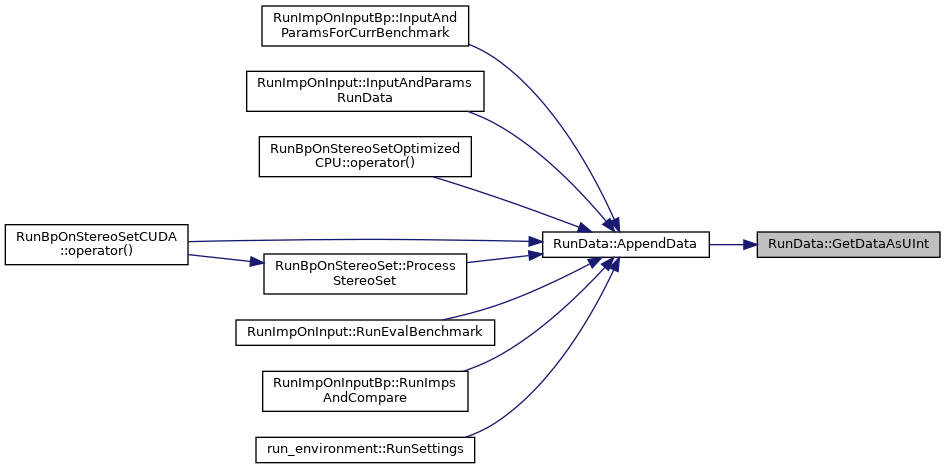 RunImpOnInputBp::InputAnd
ParamsForCurrBenchmark
RunImpOnInput::InputAndParams
RunData
RunBpOnStereoSetOptimized
CPU::operator()
RunBpOnStereoSetCUDA
::operator()
RunBpOnStereoSet::Process
StereoSet
RunData::AppendData
RunData::GetDataAsUInt
RunImpOnInput::RunEvalBenchmark
RunImpOnInputBp::RunImps
AndCompare
run_environment::RunSettings